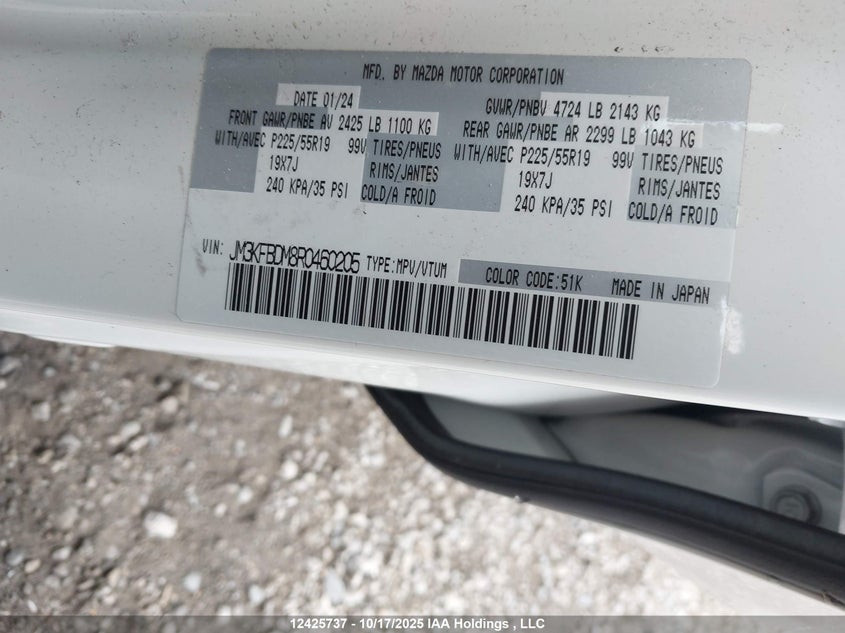 MFD. BY MAZDA MOTOR CORPORATION
DATE 01/24 GVWR/PNBV 4724 LB 2143 KG
FRONT GAWR/PNBE AV 2425 LB 1100 KG REAR GAWR/PNBE AR 2299 LB 1043 KG
WITH/AVEC P225/55R19 99V TIRES/PNEUS WITH/AVEC P225/55R19 99V TIRES/PNEUS
19X7J RIMS/JANTES 19X7J RIMS/JANTES
240 KPA/35 PSI COLD/A FROID 240 KPA/35 PSI COLD/A FROID
VIN: JM3KFBDM8R0460205 TYPE:MPV/VTUM COLOR CODE:51K MADE IN JAPAN
12425737 - 10/17/2025 IAA Holdings , LLC